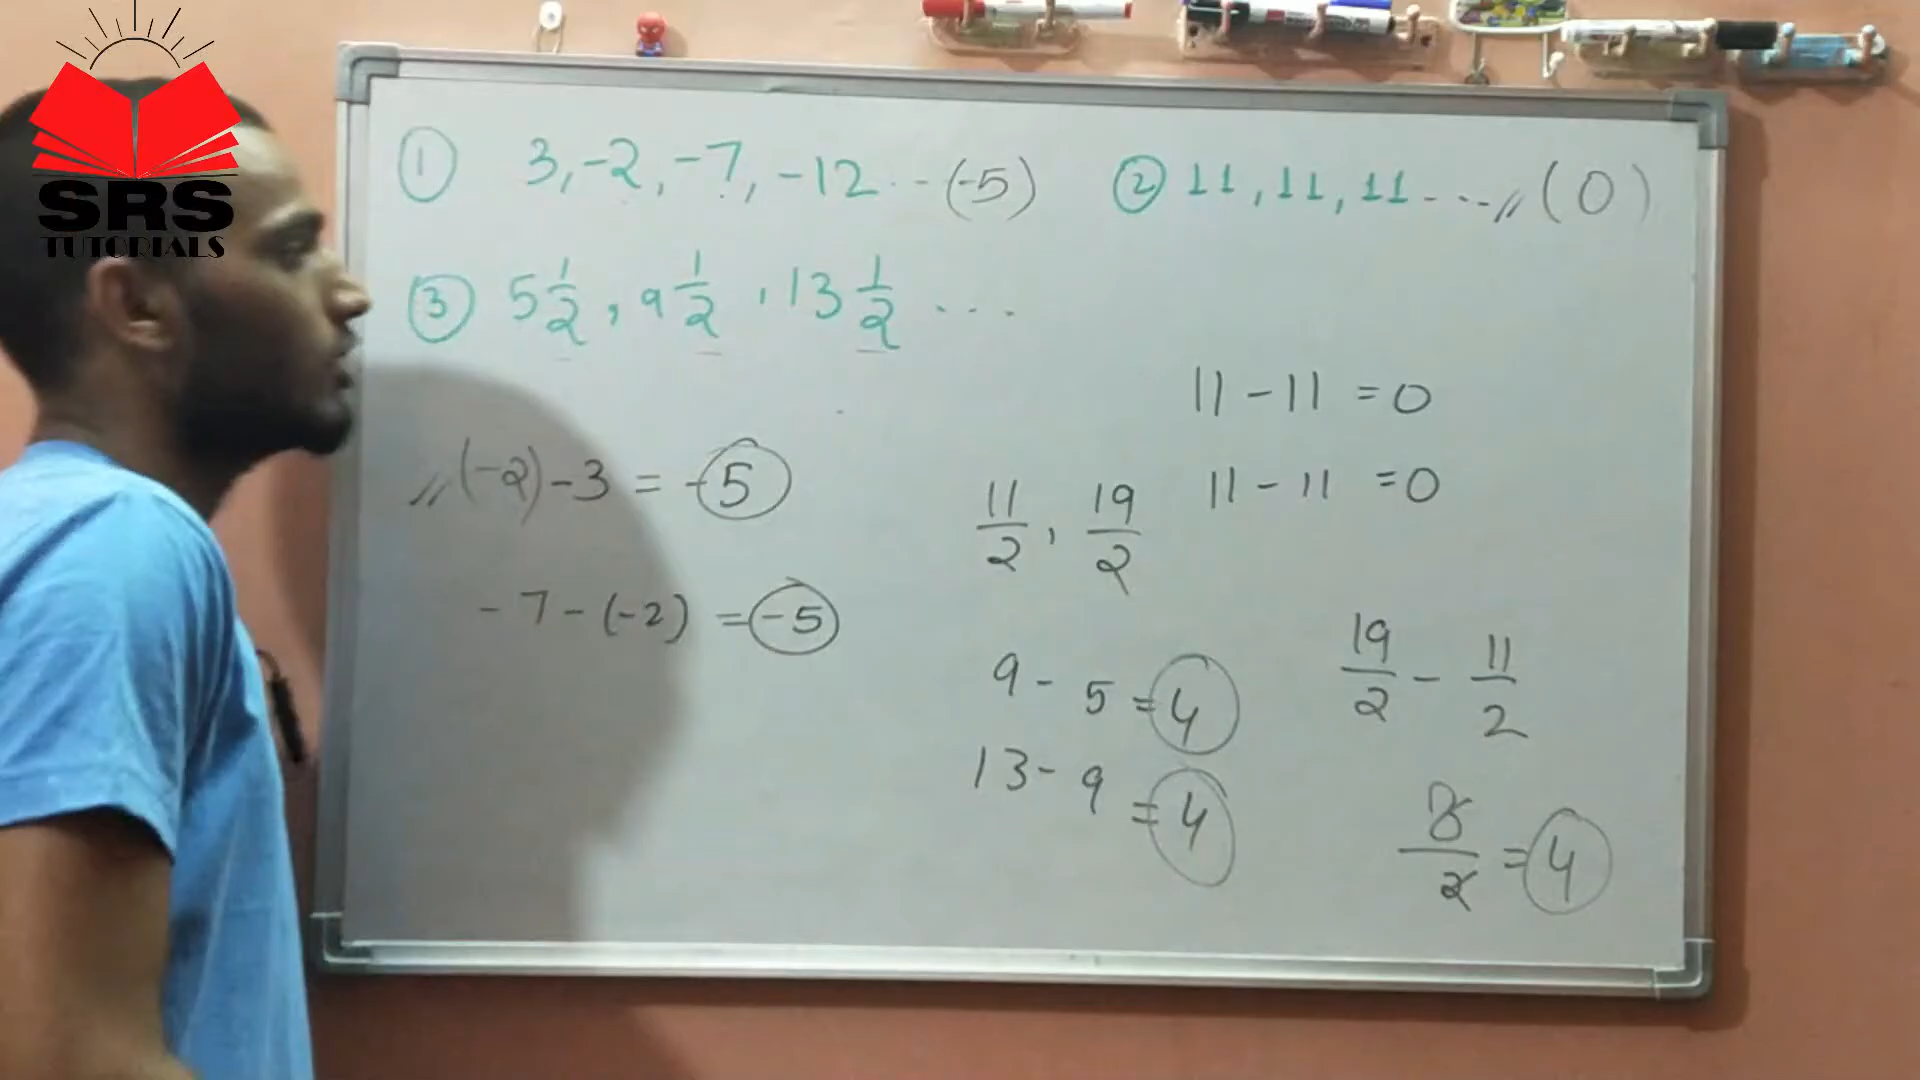 SRS
TUTORIALS
① 3, -2, -7, -12 . . (-5)
② 11, 11, 11 - - - - // (0)
③ 5 1/2, 9 1/2, 13 1/2 . . .
// (-2) - 3 = -5
- 7 - (-2) = -5
11 - 11 = 0
11 - 11 = 0
11/2, 19/2
9 - 5 = 4
13 - 9 = 4
19/2 - 11/2
8/2 = 4